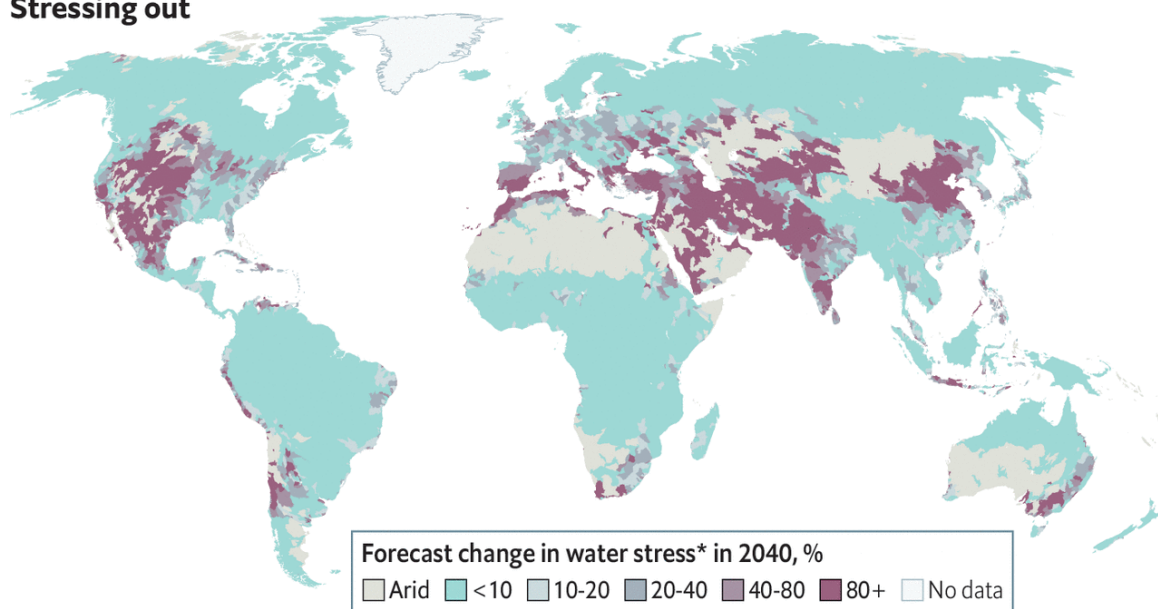 Stressing out
Forecast change in water stress* in 2040, %
Arid <10 10-20 20-40 40-80 80+ No data